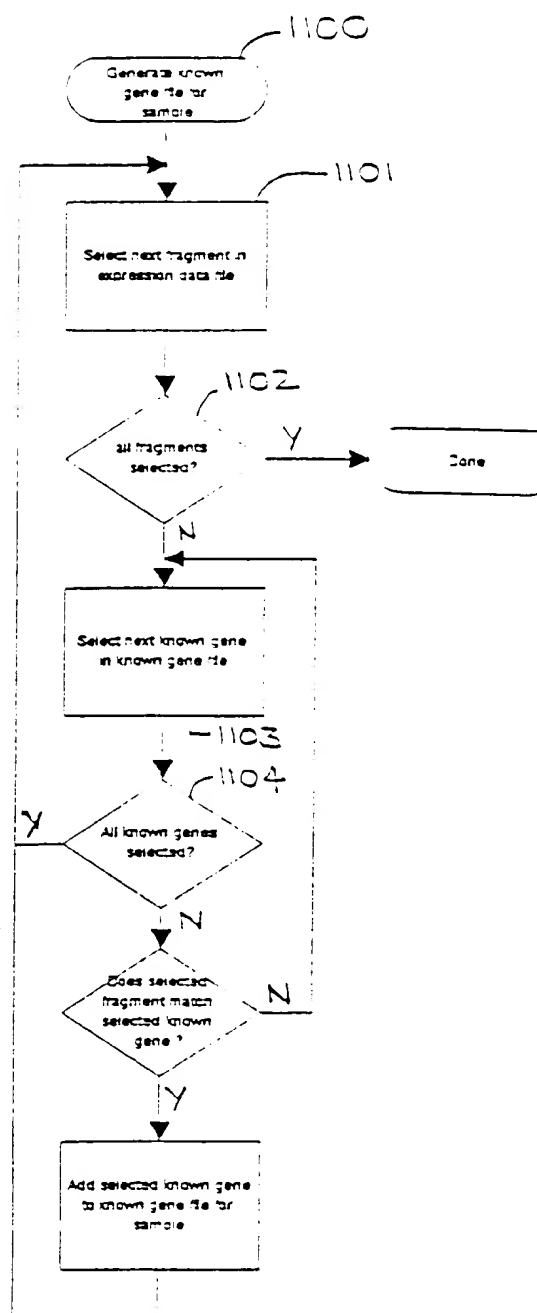 1100
Generate known
gene file for
sample
1101
Select next fragment in
expression data file
1102
all fragments
selected?
Y
Done
N
Select next known gene
in known gene file
1103
1104
All known genes
selected?
Y
N
Does selected
fragment match
selected known
gene?
N
Y
Add selected known gene
to known gene file for
sample